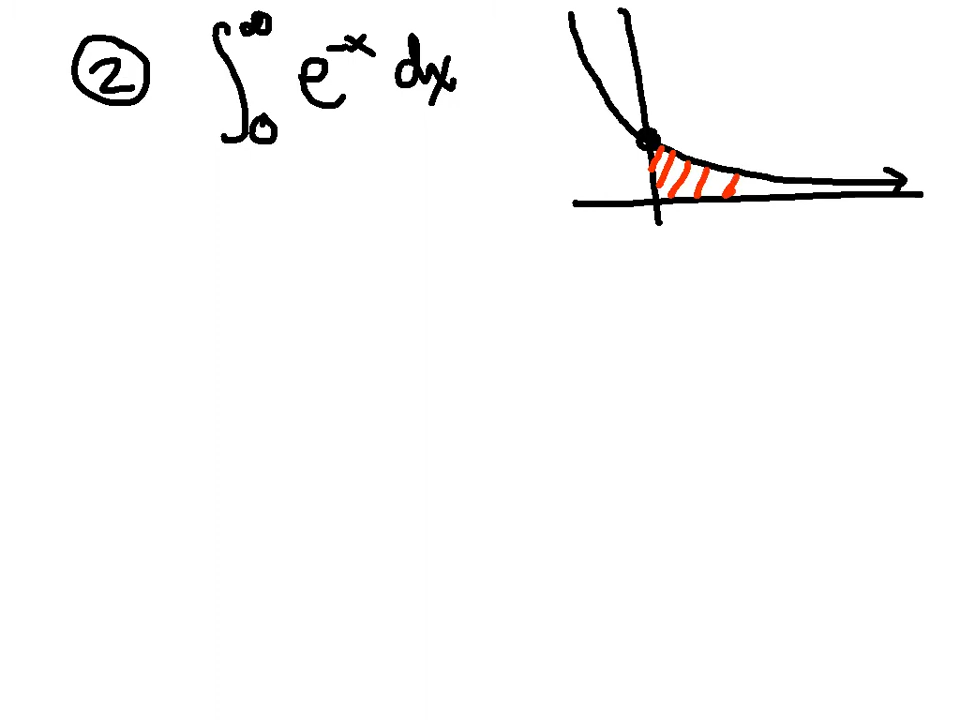 ② ∫₀^∞ e^{-x} dx